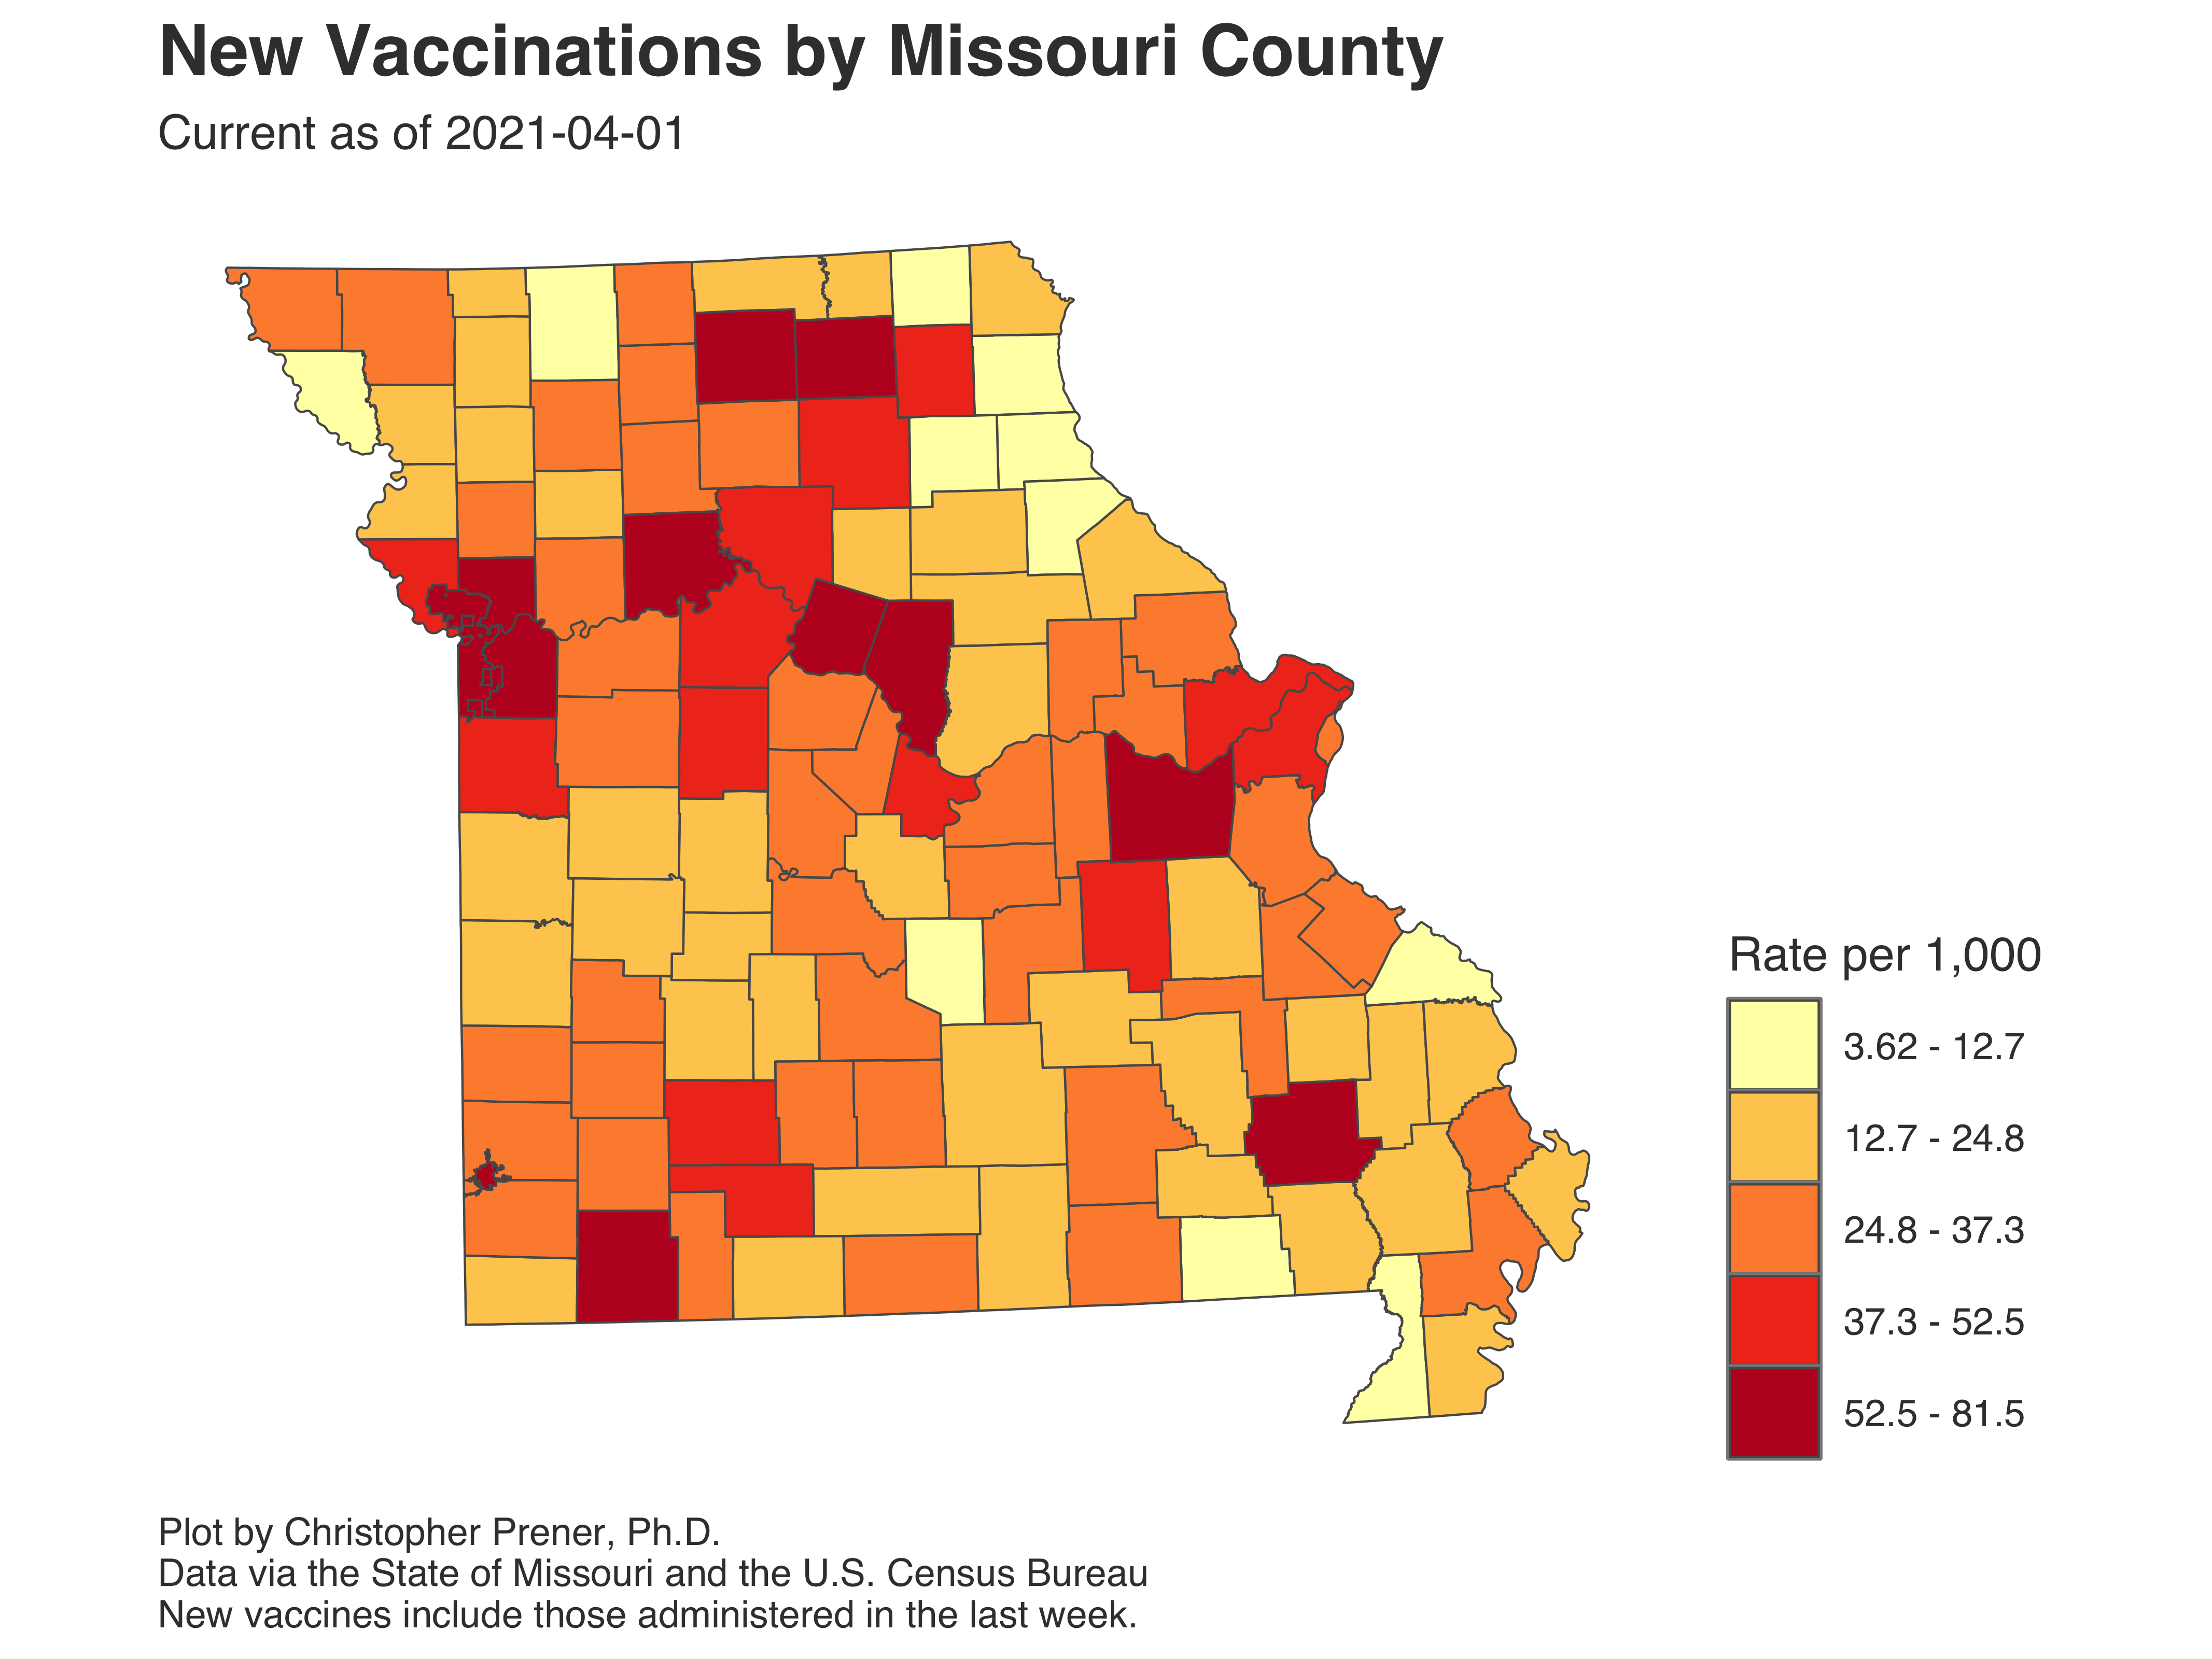 New Vaccinations by Missouri County
Current as of 2021-04-01
Rate per 1,000
3.62 - 12.7
12.7 - 24.8
24.8 - 37.3
37.3 - 52.5
52.5 - 81.5
Plot by Christopher Prener, Ph.D.
Data via the State of Missouri and the U.S. Census Bureau
New vaccines include those administered in the last week.